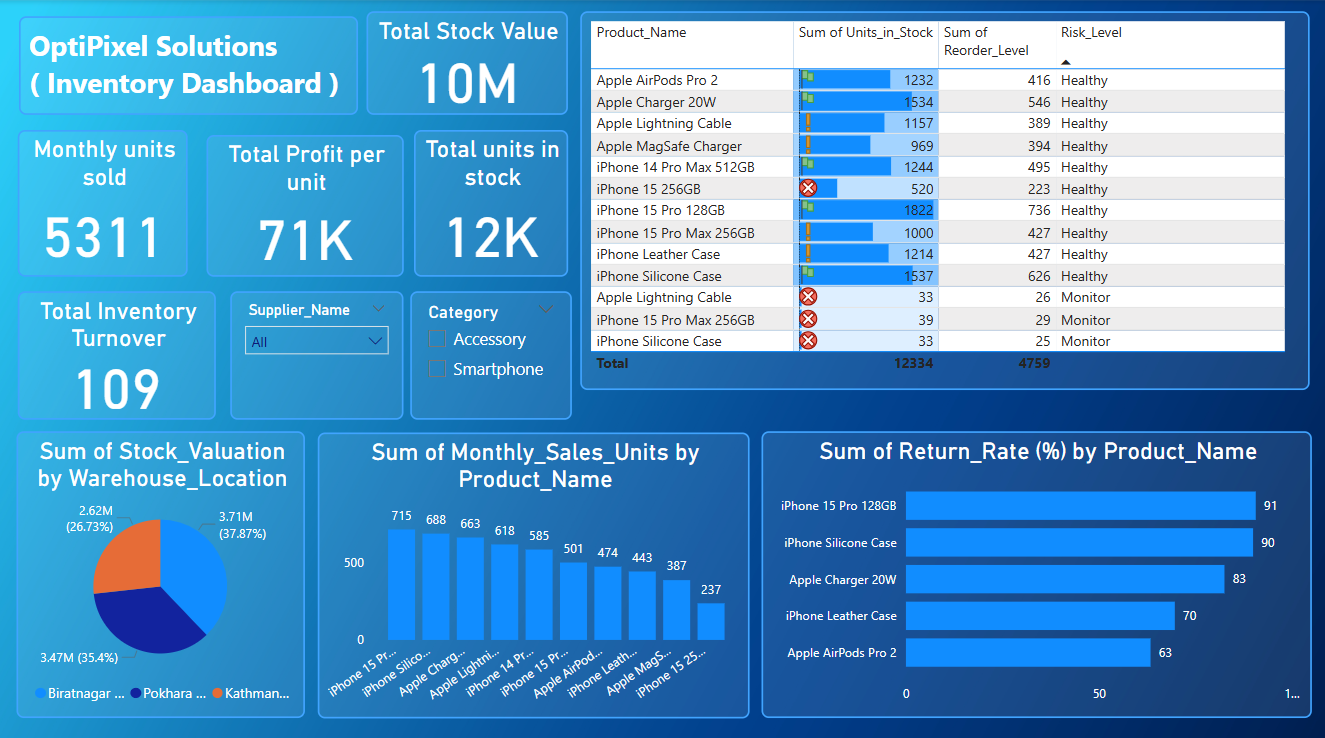 OptiPixel Solutions
( Inventory Dashboard )
Total Stock Value
10M
Monthly units
sold
5311
Total Profit per
unit
71K
Total units in
stock
12K
Total Inventory
Turnover
109
Supplier_Name
All
Category
Accessory
Smartphone
Product_Name Sum of Units_in_Stock Sum of Reorder_Level Risk_Level
Apple AirPods Pro 2 1232 416 Healthy
Apple Charger 20W 1534 546 Healthy
Apple Lightning Cable 1157 389 Healthy
Apple MagSafe Charger 969 394 Healthy
iPhone 14 Pro Max 512GB 1244 495 Healthy
iPhone 15 256GB 520 223 Healthy
iPhone 15 Pro 128GB 1822 736 Healthy
iPhone 15 Pro Max 256GB 1000 427 Healthy
iPhone Leather Case 1214 427 Healthy
iPhone Silicone Case 1537 626 Healthy
Apple Lightning Cable 33 26 Monitor
iPhone 15 Pro Max 256GB 39 29 Monitor
iPhone Silicone Case 33 25 Monitor
Total 12334 4759
Sum of Stock_Valuation
by Warehouse_Location
2.62M
(26.73%)
3.71M
(37.87%)
3.47M (35.4%)
Biratnagar ... Pokhara ... Kathman...
Sum of Monthly_Sales_Units by
Product_Name
715 688 663 618 585 501 474 443 387 237
500
0
iPhone 15 Pr... iPhone Silico... Apple Charg... Apple Lightni... iPhone 14 Pr... iPhone 15 Pr... Apple AirPod... iPhone Leath... Apple MagS... iPhone 15 25...
Sum of Return_Rate (%) by Product_Name
iPhone 15 Pro 128GB 91
iPhone Silicone Case 90
Apple Charger 20W 83
iPhone Leather Case 70
Apple AirPods Pro 2 63
0 50 1...